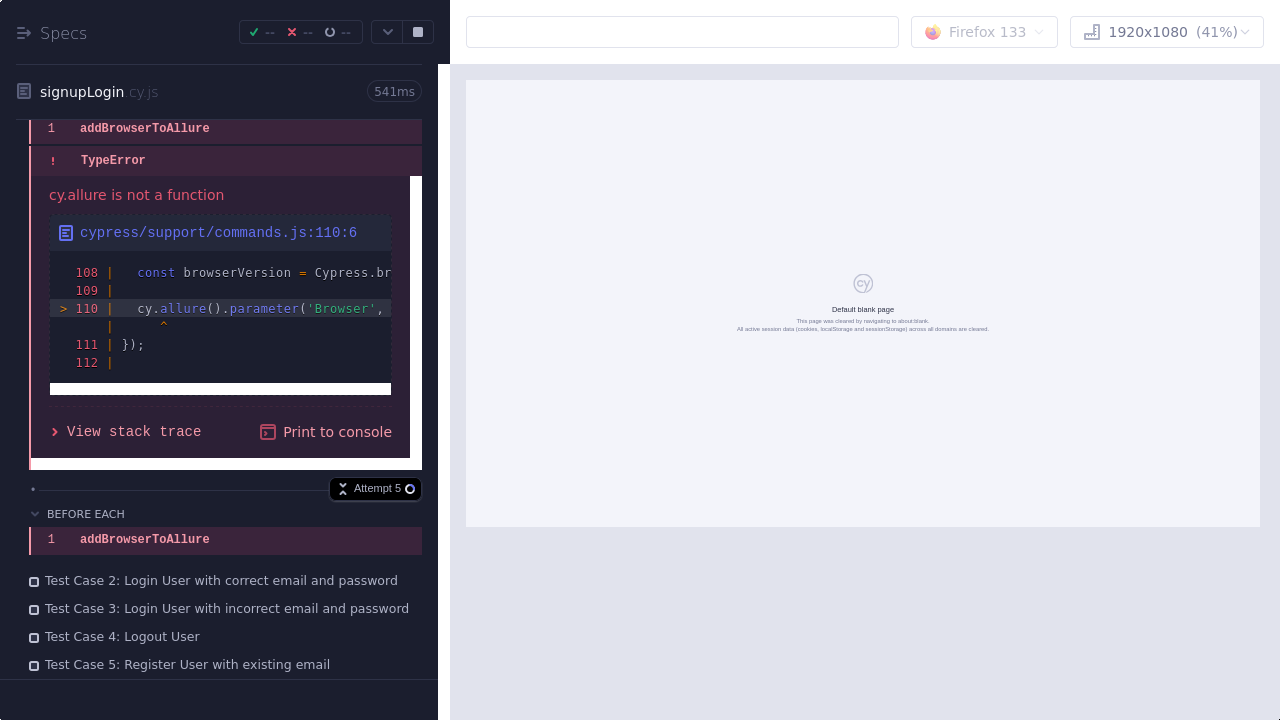 Specs
--
--
--
Firefox 133
1920x1080 (41%)
signupLogin.cy.js
541ms
1 addBrowserToAllure
! TypeError
cy.allure is not a function
cypress/support/commands.js:110:6
108 | const browserVersion = Cypress.br
109 |
> 110 | cy.allure().parameter('Browser',
| ^
111 | });
112 |
View stack trace
Print to console
Attempt 5
BEFORE EACH
1 addBrowserToAllure
Test Case 2: Login User with correct email and password
Test Case 3: Login User with incorrect email and password
Test Case 4: Logout User
Test Case 5: Register User with existing email
cy
Default blank page
This page was cleared by navigating to about:blank.
All active session data (cookies, localStorage and sessionStorage) across all domains are cleared.